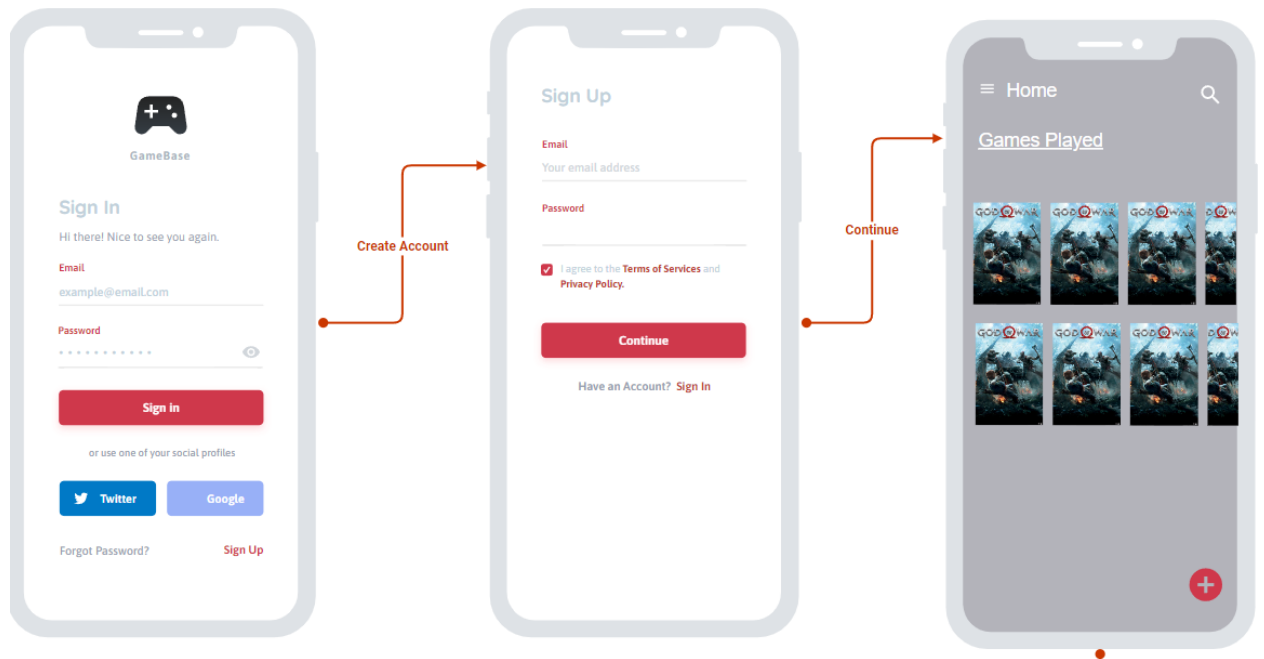 GameBase
Sign In
Hi there! Nice to see you again.
Email
example@email.com
Password
Sign in
or use one of your social profiles
Twitter
Google
Forgot Password?
Sign Up
Create Account
Sign Up
Email
Your email address
Password
I agree to the Terms of Services and
Privacy Policy.
Continue
Have an Account? Sign In
Continue
Home
Games Played
GOD OF WAR
GOD OF WAR
GOD OF WAR
GOD OF WAR
GOD OF WAR
GOD OF WAR